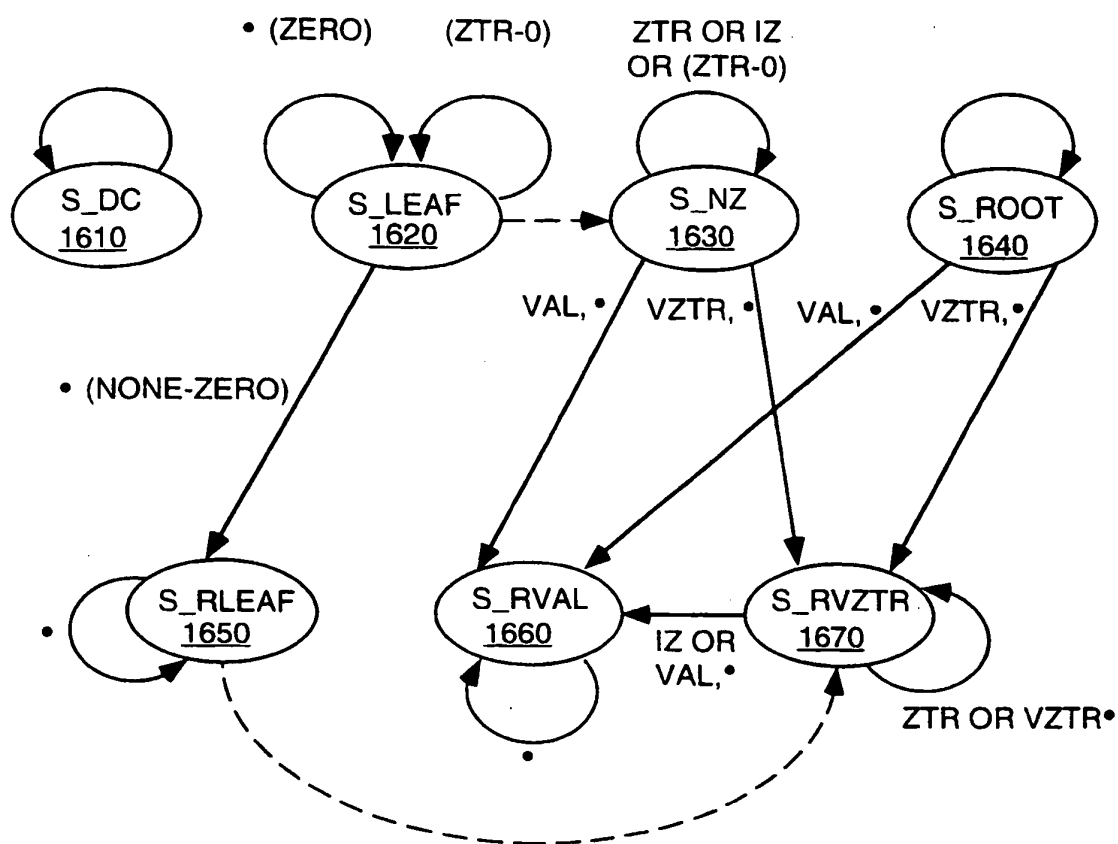 • (ZERO)
(ZTR-0)
ZTR OR IZ
OR (ZTR-0)
S_DC
1610
S_LEAF
1620
S_NZ
1630
S_ROOT
1640
VAL, •
VZTR, •
VAL, •
VZTR, •
• (NONE-ZERO)
S_RLEAF
1650
S_RVAL
1660
S_RVZTR
1670
•
IZ OR
VAL, •
ZTR OR VZTR•
•